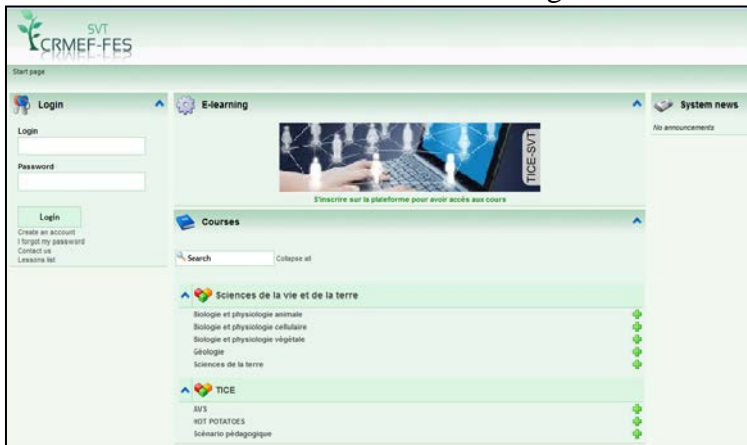 SVT
CRMEF-FES
Start page
Login
Login
Password
Login
Create an account
I forgot my password
Contact us
Lessons list
E-learning
TICE-SVT
S'inscrire sur la plateforme pour avoir accès aux cours
Courses
Search
Collapse all
Sciences de la vie et de la terre
Biologie et physiologie animale
Biologie et physiologie cellulaire
Biologie et physiologie végétale
Géologie
Sciences de la terre
TICE
AVS
HOT POTATOES
Scénario pédagogique
System news
No announcements